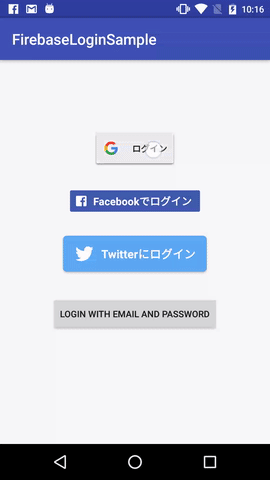 10:16
FirebaseLoginSample
ログイン
Facebookでログイン
Twitterにログイン
LOGIN WITH EMAIL AND PASSWORD